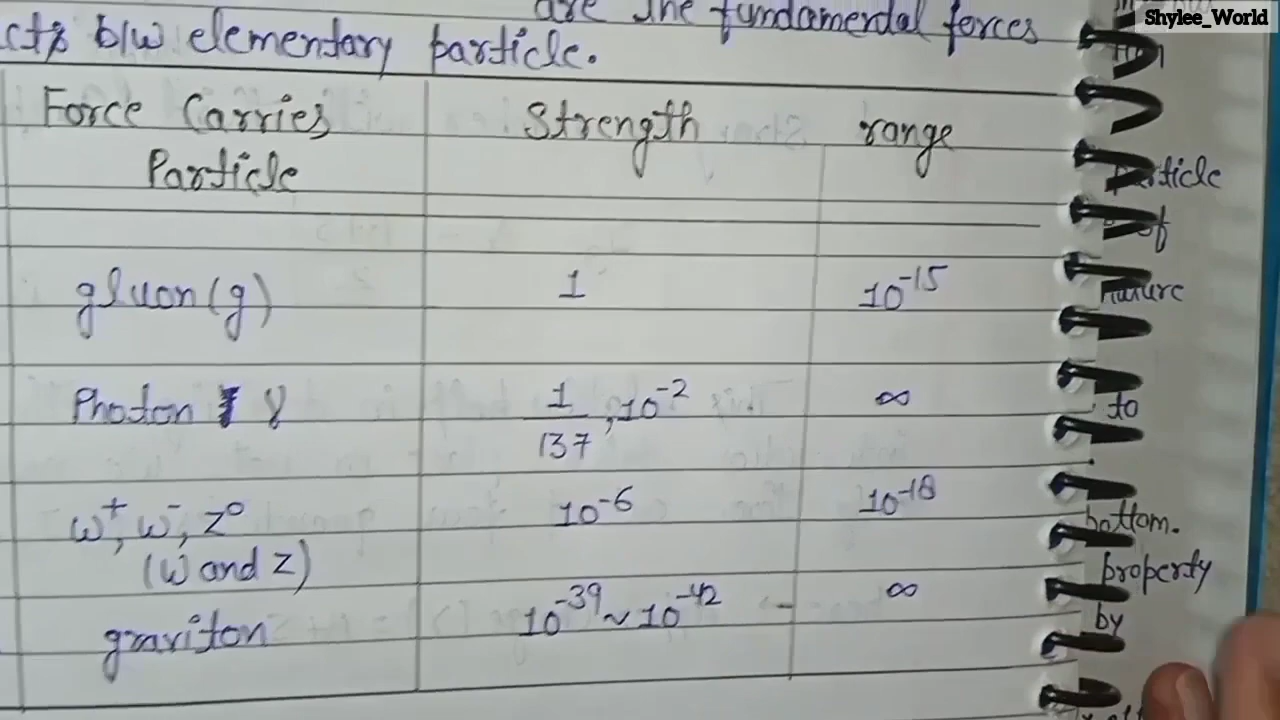 Shylee_World
are the fundamental forces
cts b/w elementary particle.
Force Carries Strength range
Particle
particle
of
nature
gluon (g) 1 10⁻¹⁵
Photon γ 1/137, 10⁻² ∞
to
W⁺, W⁻, Z⁰ 10⁻⁶ 10⁻¹⁸
bottom.
(W and Z)
property
graviton 10⁻³⁹ ~ 10⁻⁴² - ∞
by